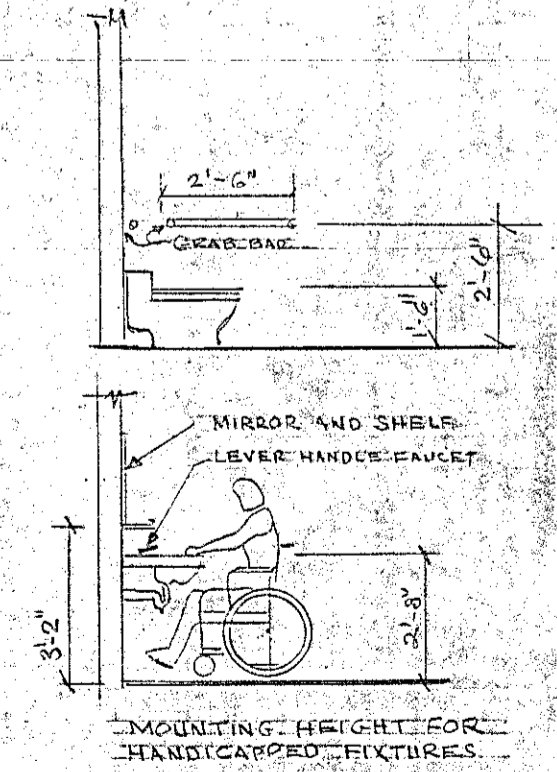 2'-6"
GRAB BAR
2'-6"
1'-6"
MIRROR AND SHELF
LEVER HANDLE FAUCET
3'-2"
2'-8"
MOUNTING HEIGHT FOR
HANDICAPPED FIXTURES